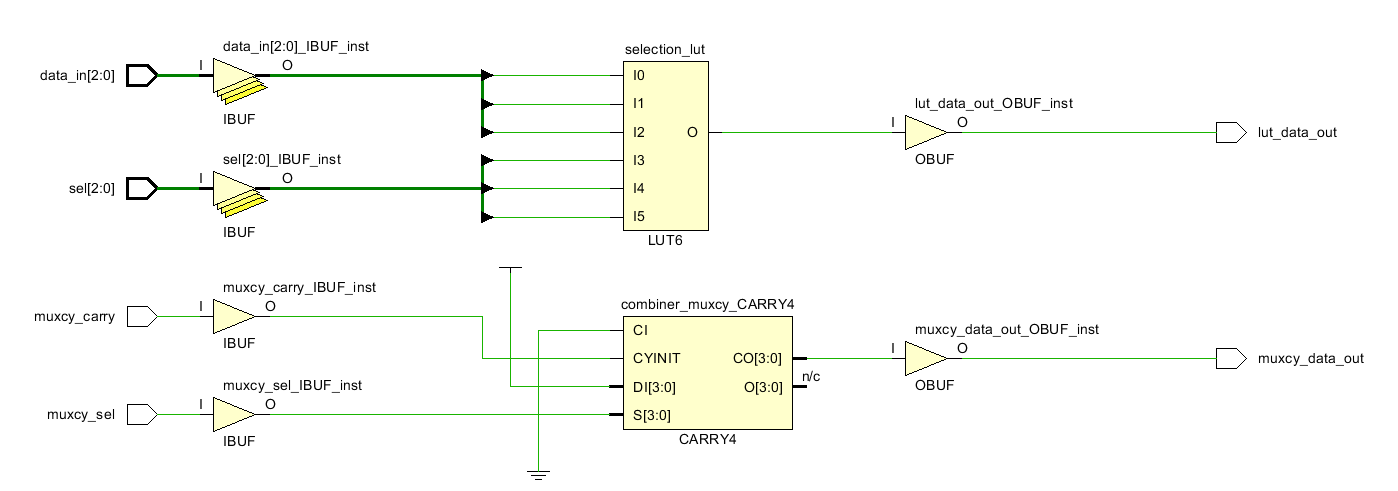 data_in[2:0]_IBUF_inst
selection_lut
data_in[2:0]
I
O
I0
IBUF
I1
lut_data_out_OBUF_inst
I2
O
I
O
lut_data_out
sel[2:0]_IBUF_inst
I3
OBUF
sel[2:0]
I
O
I4
I5
IBUF
LUT6
muxcy_carry_IBUF_inst
combiner_muxcy_CARRY4
muxcy_carry
I
O
CI
muxcy_data_out_OBUF_inst
IBUF
CYINIT
CO[3:0]
I
O
muxcy_data_out
n/c
muxcy_sel_IBUF_inst
DI[3:0]
O[3:0]
OBUF
muxcy_sel
I
O
S[3:0]
IBUF
CARRY4